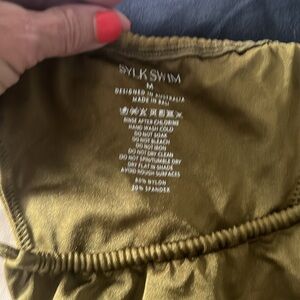 SYLKSWIM
M
DESIGNED IN AUSTRALIA
MADE IN BALI
RINSE AFTER CHLORINE
HAND WASH COLD
DO NOT SOAK
DO NOT BLEACH
DO NOT IRON
DO NOT DRY CLEAN
DO NOT SPIN/TUMBLE DRY
DRY FLAT IN SHADE
AVOID ROUGH SURFACES
80% NYLON
20% SPANDEX